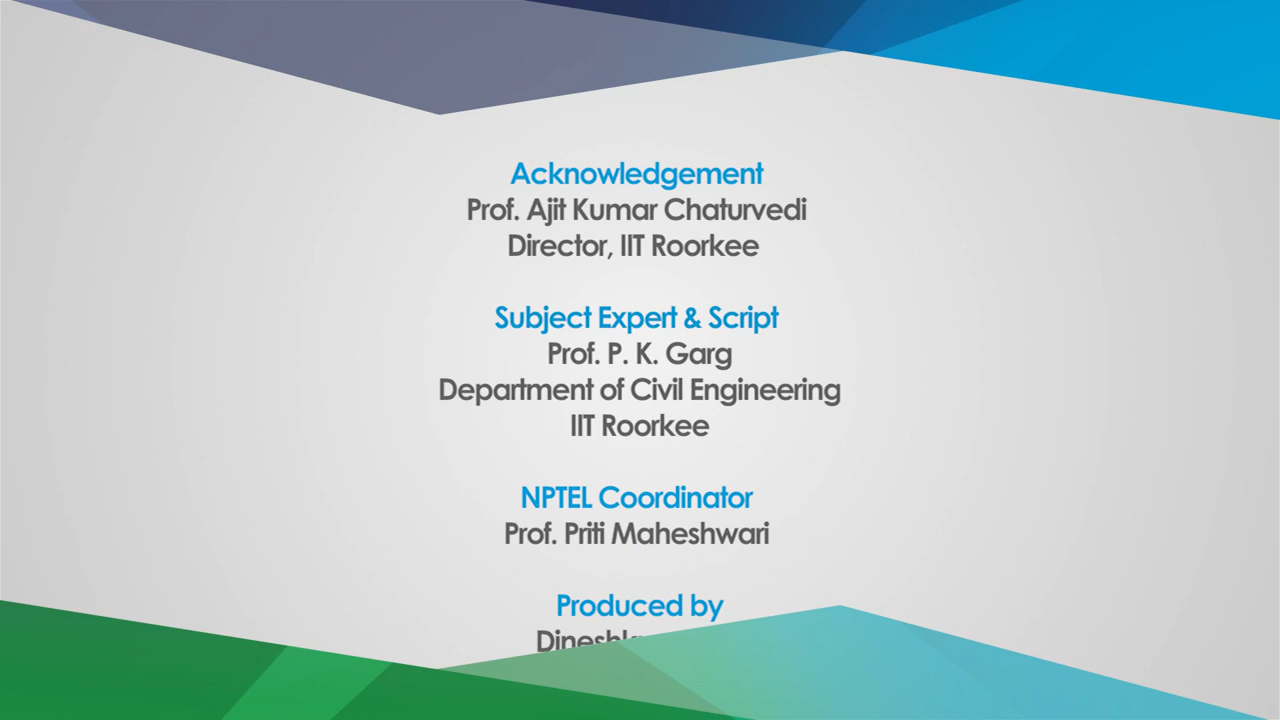 Acknowledgement
Prof. Ajit Kumar Chaturvedi
Director, IIT Roorkee
Subject Expert & Script
Prof. P. K. Garg
Department of Civil Engineering
IIT Roorkee
NPTEL Coordinator
Prof. Priti Maheshwari
Produced by